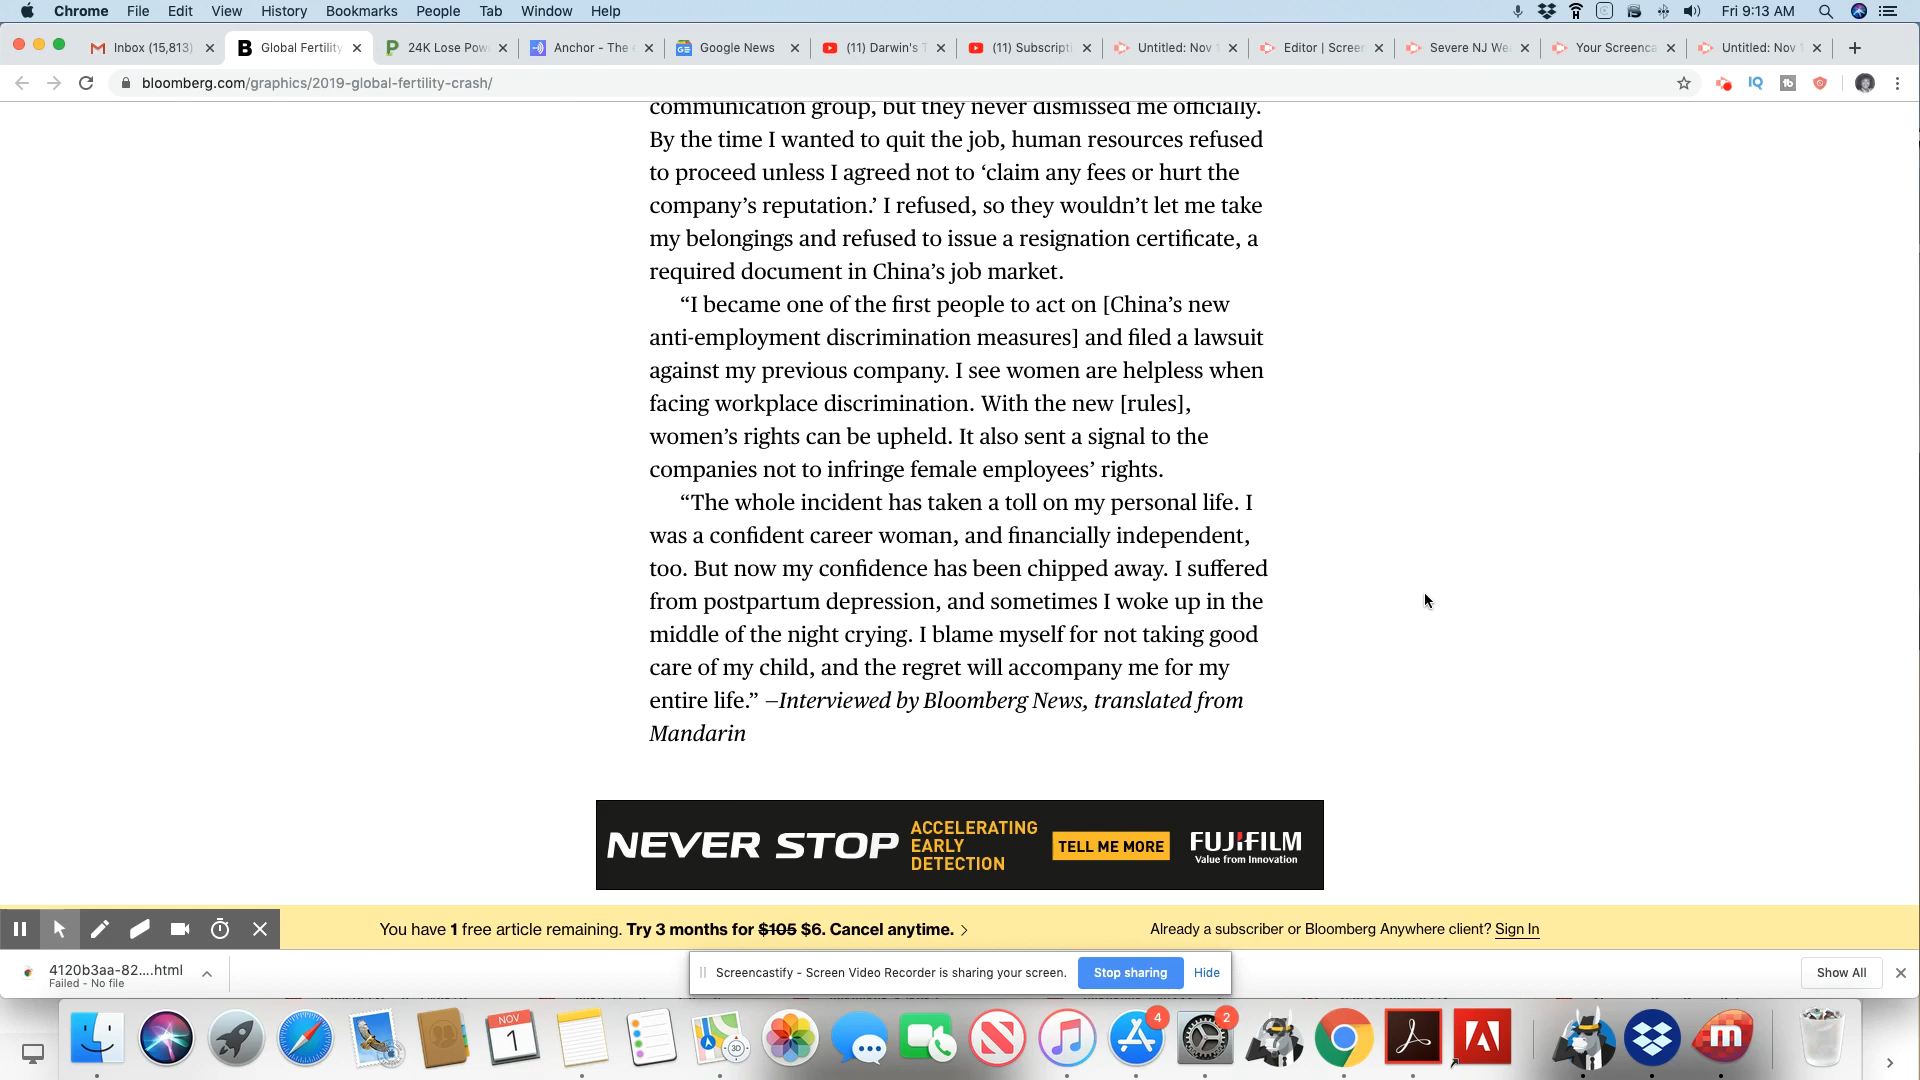 Chrome File Edit View History Bookmarks People Tab Window Help
Fri 9:13 AM
Inbox (15,813)
Global Fertility
24K Lose Pow
Anchor - The
Google News
(11) Darwin's T
(11) Subscripti
Untitled: Nov 1
Editor | Screen
Severe NJ We
Your Screenca
Untitled: Nov 1
bloomberg.com/graphics/2019-global-fertility-crash/
communication group, but they never dismissed me officially.
By the time I wanted to quit the job, human resources refused
to proceed unless I agreed not to ‘claim any fees or hurt the
company’s reputation.’ I refused, so they wouldn’t let me take
my belongings and refused to issue a resignation certificate, a
required document in China’s job market.
“I became one of the first people to act on [China’s new
anti-employment discrimination measures] and filed a lawsuit
against my previous company. I see women are helpless when
facing workplace discrimination. With the new [rules],
women’s rights can be upheld. It also sent a signal to the
companies not to infringe female employees’ rights.
“The whole incident has taken a toll on my personal life. I
was a confident career woman, and financially independent,
too. But now my confidence has been chipped away. I suffered
from postpartum depression, and sometimes I woke up in the
middle of the night crying. I blame myself for not taking good
care of my child, and the regret will accompany me for my
entire life.” —Interviewed by Bloomberg News, translated from
Mandarin
NEVER STOP
ACCELERATING
EARLY
DETECTION
TELL ME MORE
FUJIFILM
Value from Innovation
You have 1 free article remaining. Try 3 months for $105 $6. Cancel anytime.
Already a subscriber or Bloomberg Anywhere client? Sign In
4120b3aa-82....html
Failed - No file
Screencastify - Screen Video Recorder is sharing your screen.
Stop sharing
Hide
Show All
NOV
1
3D
4
2